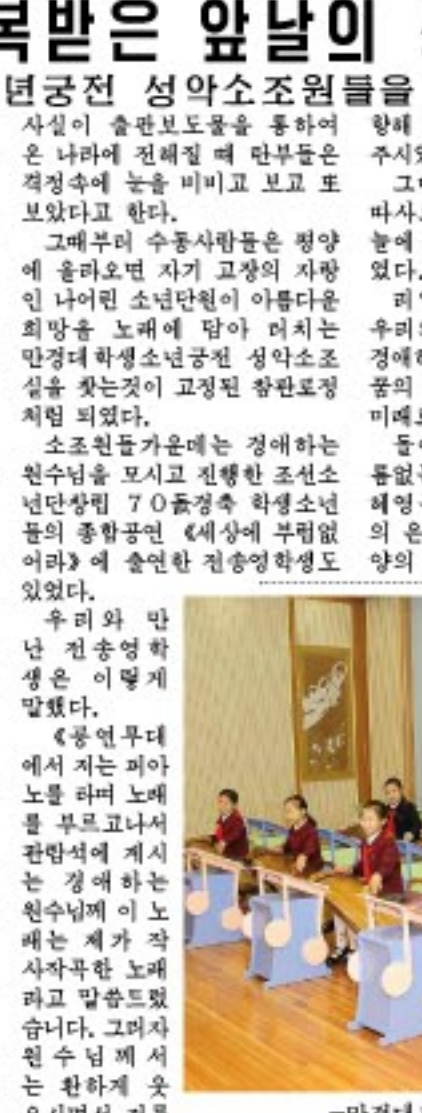 복받은 앞날의
년궁전 성악소조원들을
사실이 출판보도물을 통하여
온 나라에 전해질 때 탄부들은
걱정속에 눈을 비비고 보고 또
보았다고 한다.
그때부터 수동사람들은 평양
에 올라오면 자기 고장의 자랑
인 나어린 소년단원이 아름다운
희망을 노래에 담아 터치는
만경대학생소년궁전 성악소조
실을 찾는것이 고정된 참관로정
처럼 되였다.
소조원들가운데는 경애하는
원수님을 모시고 진행한 조선소
년단창립 70돐경축 학생소년
들의 종합공연 《세상에 부럼없
어라》에 출연한 전송영학생도
있었다.
우리와 만
난 전송영학
생은 이렇게
말했다.
《공연무대
에서 저는 피아
노를 타며 노래
를 부르고나서
관람석에 계시
는 경애하는
원수님께 이 노
래는 제가 작
사작곡한 노래
라고 말씀드렸
습니다. 그러자
원수님께서
는 환하게 웃
향해
주시
그
따사
늘에
었다.
리
우리
경애하
품의
미래
돌
름없
해영
의 은
양의